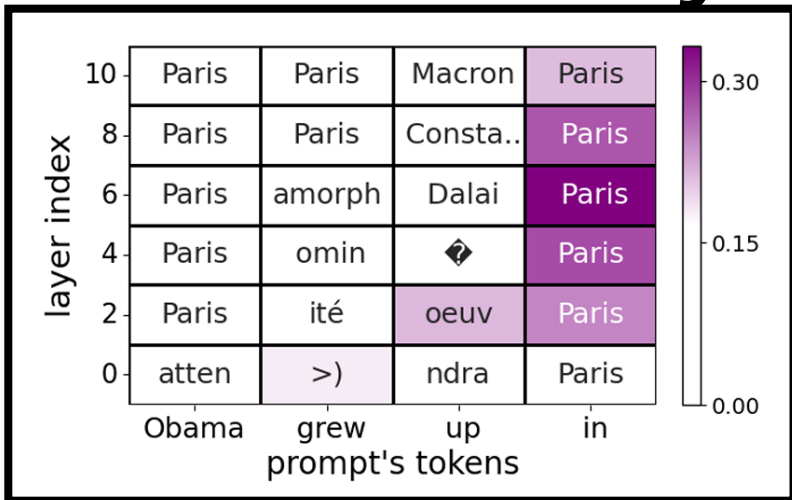 10 Paris Paris Macron Paris 0.30
8 Paris Paris Consta.. Paris
6 Paris amorph Dalai Paris
4 Paris omin � Paris 0.15
2 Paris ité oeuv Paris
0 atten >) ndra Paris 0.00
Obama grew up in
prompt's tokens
layer index